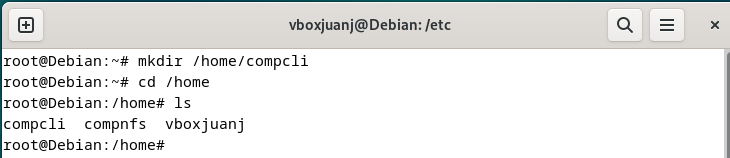 vboxjuanj@Debian: /etc
root@Debian:~# mkdir /home/compcli
root@Debian:~# cd /home
root@Debian:/home# ls
compcli  compnfs  vboxjuanj
root@Debian:/home#